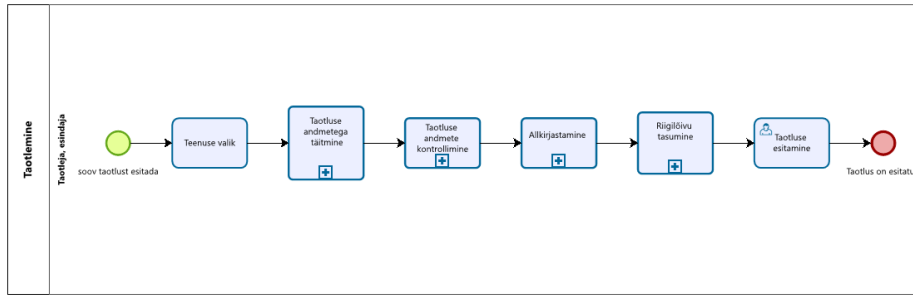 Taotlemine
Taotleja, esindaja
soov taotlust esitada
Teenuse valik
Taotluse
andmetega
täitmine
Taotluse
andmete
kontrollimine
Allkirjastamine
Riigilõivu
tasumine
Taotluse
esitamine
Taotlus on esitatu